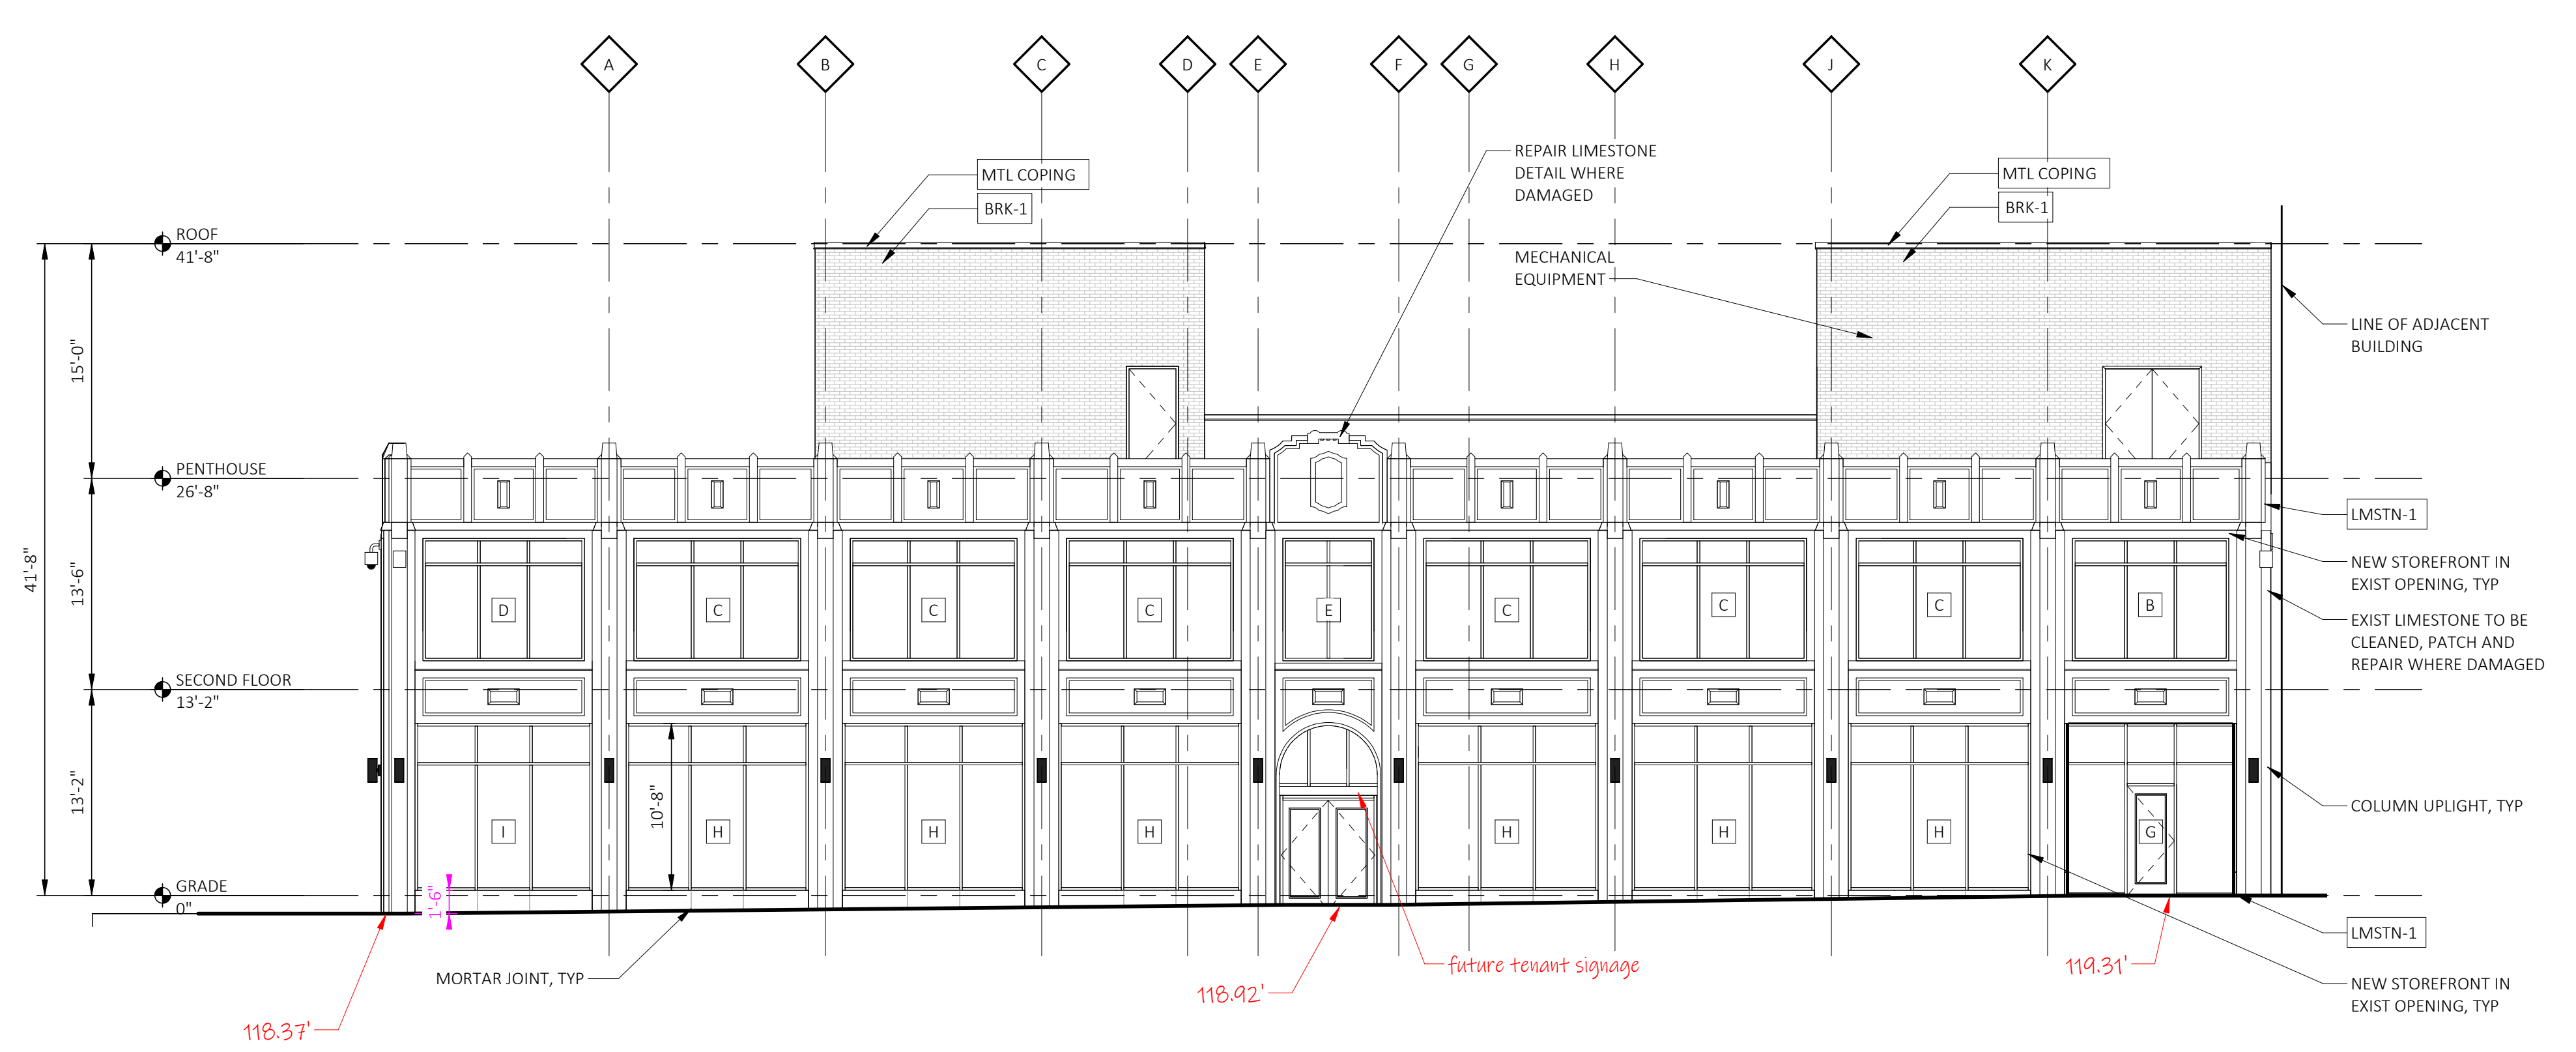 A B C D E F G H J K
REPAIR LIMESTONE
DETAIL WHERE
DAMAGED
MTL COPING
BRK-1
MTL COPING
BRK-1
ROOF
41'-8"
MECHANICAL
EQUIPMENT
LINE OF ADJACENT
BUILDING
15'-0"
PENTHOUSE
26'-8"
LMSTN-1
41'-8"
13'-6"
NEW STOREFRONT IN
EXIST OPENING, TYP
D C C C E C C C B
EXIST LIMESTONE TO BE
CLEANED, PATCH AND
REPAIR WHERE DAMAGED
SECOND FLOOR
13'-2"
13'-2"
10'-8"
COLUMN UPLIGHT, TYP
I H H H H H H G
GRADE
0"
1'-6"
LMSTN-1
future tenant signage
119.31'
MORTAR JOINT, TYP
118.92'
NEW STOREFRONT IN
EXIST OPENING, TYP
118.37'